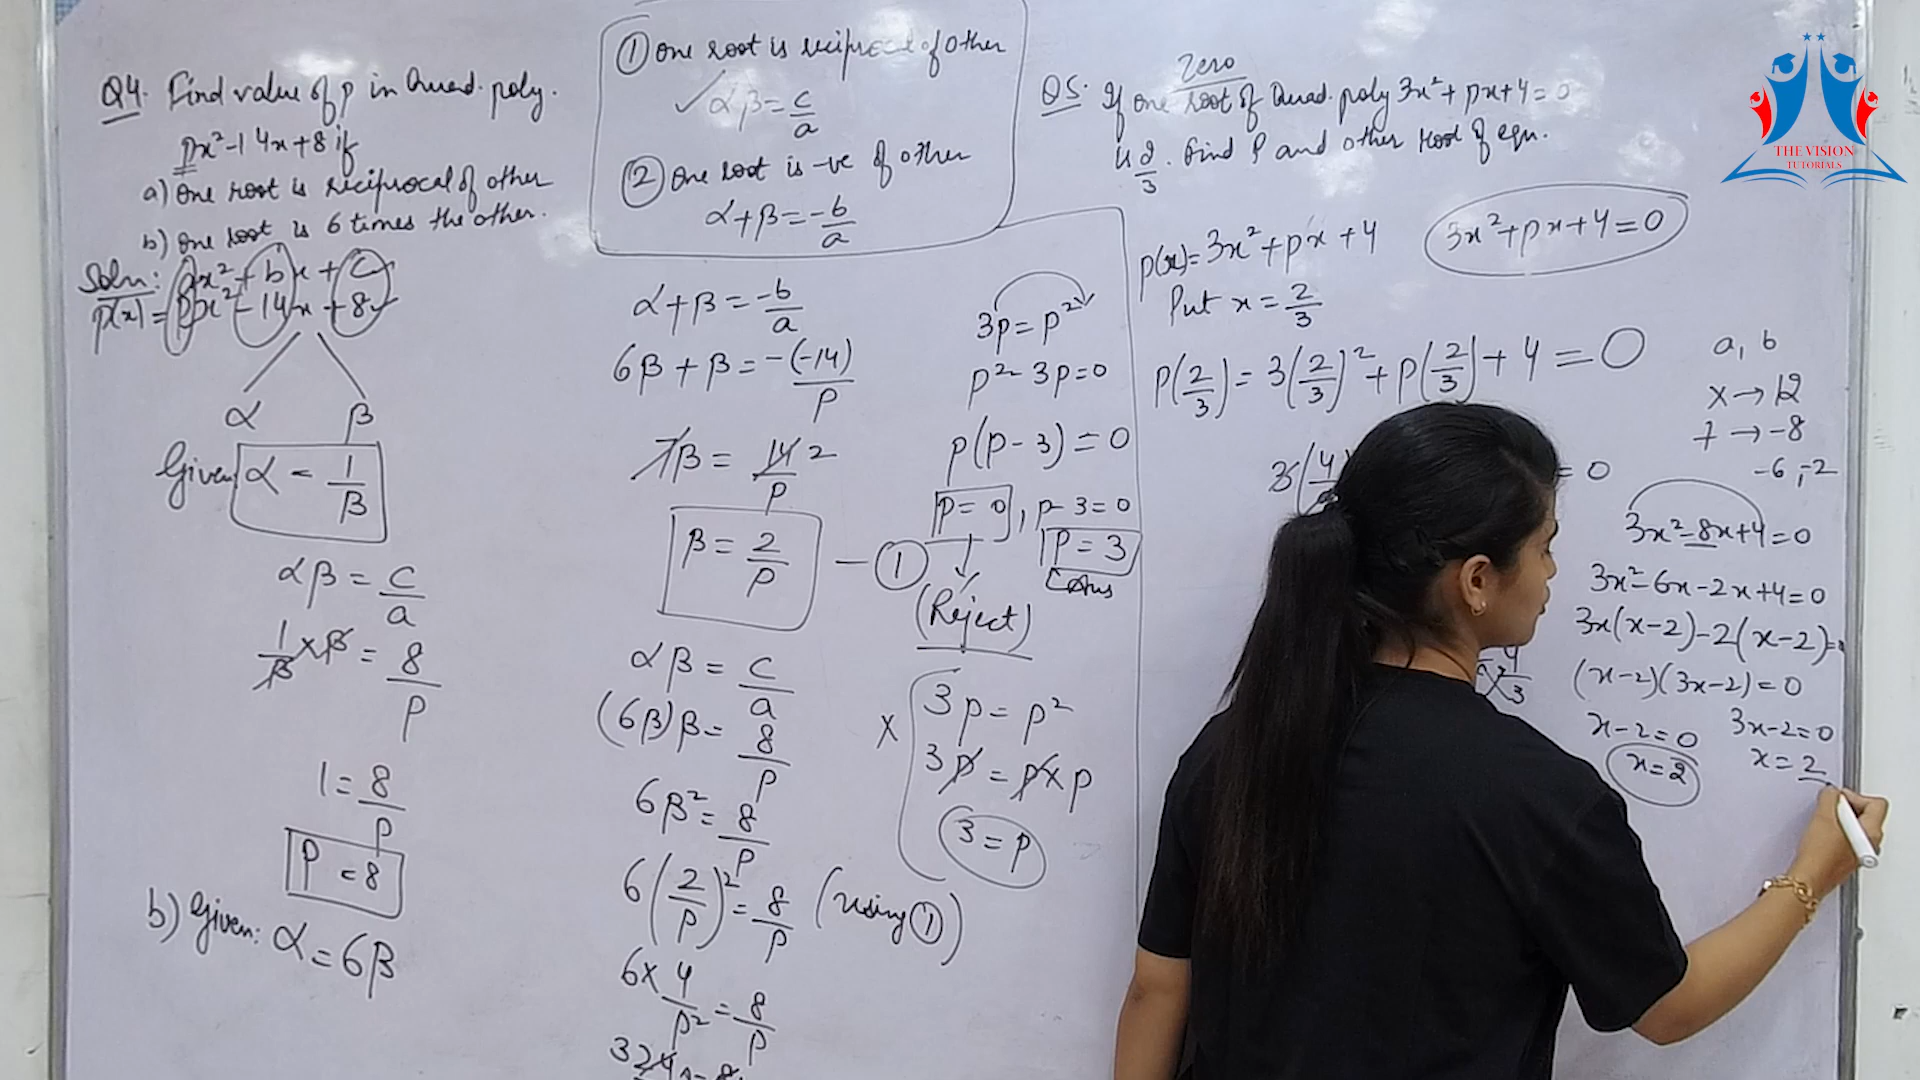 Q4. Find value of p in Quad. poly.
px²-14x+8 if
a) One root is reciprocal of other
b) One root is 6 times the other.
Soln: ax²+bx+c
p(x) = px²-14x+8
α β
Given α = 1/β
αβ = c/a
1/β × β = 8/p
1 = 8/p
P = 8
b) Given: α = 6β
① One root is reciprocal of other
✓ αβ = c/a
② One root is -ve of other
α+β = -b/a
α+β = -b/a
6β + β = -(-14)/p
7β = 14/p 2
β = 2/p — ①
αβ = c/a
(6β)β = 8/p
6β² = 8/p
6(2/p)² = 8/p (using ①)
6 × 4/p² = 8/p
3p = p²
p² - 3p = 0
p(p-3) = 0
p = 0, p-3=0
P = 3
Ans
(Reject)
X 3p = p²
3p = p×p
3 = p
Zero
Q5. If one root of Quad. poly 3x²+px+4=0
is 2/3. Find P and other root of eqn.
p(x) = 3x²+px+4
3x²+px+4=0
Put x = 2/3
P(2/3) = 3(2/3)² + p(2/3) + 4 = 0
3(4
= 0
4/3
a, b
x → 12
+ → -8
-6, -2
3x²-8x+4=0
3x²-6x-2x+4=0
3x(x-2)-2(x-2)=
(x-2)(3x-2)=0
x-2=0 3x-2=0
x=2 x=2
THE VISION
TUTORIALS